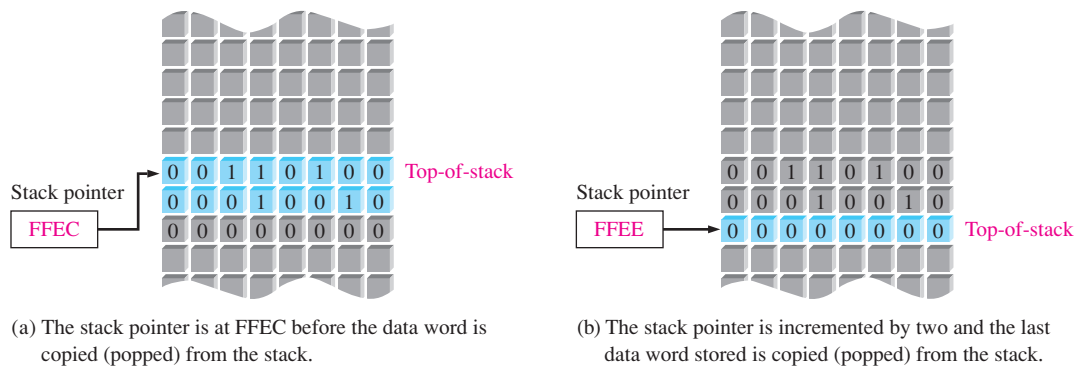 0 0 1 1 0 1 0 0
Top-of-stack
0 0 0 1 0 0 1 0
0 0 0 0 0 0 0 0
Stack pointer
FFEC
(a) The stack pointer is at FFEC before the data word is
copied (popped) from the stack.
0 0 1 1 0 1 0 0
0 0 0 1 0 0 1 0
0 0 0 0 0 0 0 0
Top-of-stack
Stack pointer
FFEE
(b) The stack pointer is incremented by two and the last
data word stored is copied (popped) from the stack.